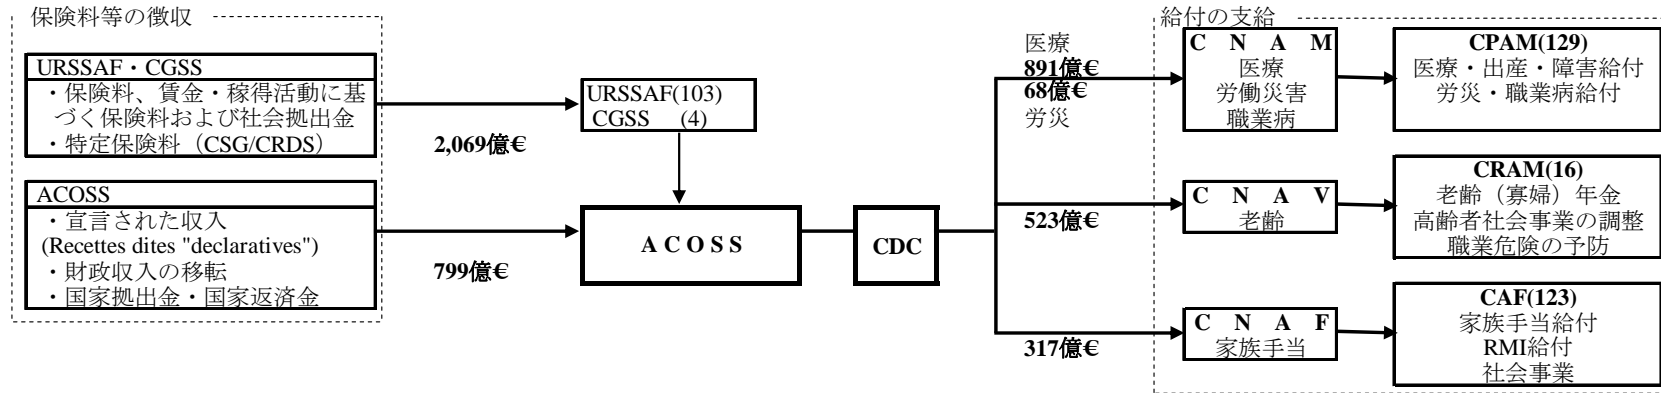 保険料等の徴収
URSSAF・CGSS
・保険料、賃金・稼得活動に基
づく保険料および社会拠出金
・特定保険料（CSG/CRDS）
2,069億€
ACOSS
・宣言された収入
(Recettes dites "declaratives")
・財政収入の移転
・国家拠出金・国家返済金
799億€
URSSAF(103)
CGSS (4)
ACOSS
CDC
医療
891億€
68億€
労災
523億€
317億€
給付の支給
CNAM
医療
労働災害
職業病
CPAM(129)
医療・出産・障害給付
労災・職業病給付
CNAV
老齢
CRAM(16)
老齢（寡婦）年金
高齢者社会事業の調整
職業危険の予防
CNAF
家族手当
CAF(123)
家族手当給付
RMI給付
社会事業